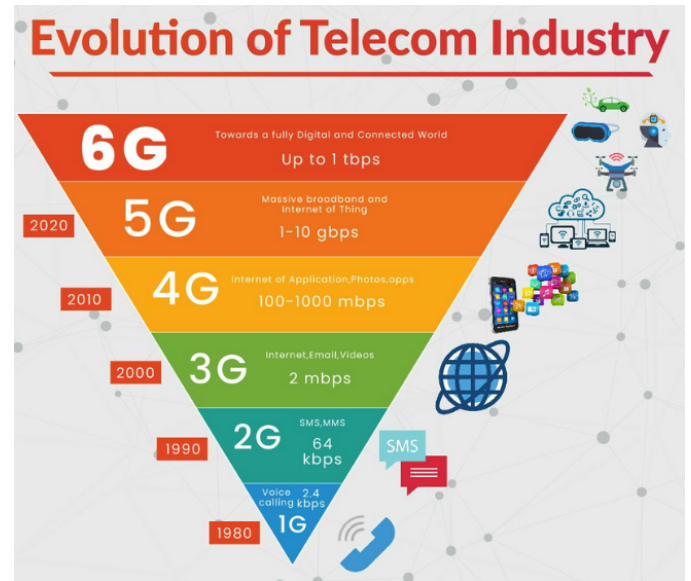 Evolution of Telecom Industry
6G
Towards a fully Digital and Connected World
Up to 1 tbps
2020
5G
Massive broadband and
Internet of Thing
1-10 gbps
2010
4G
Internet of Application,Photos,apps
100-1000 mbps
2000
3G
Internet,Email,Videos
2 mbps
1990
2G
SMS,MMS
64
kbps
SMS
1980
Voice 2.4
calling kbps
1G